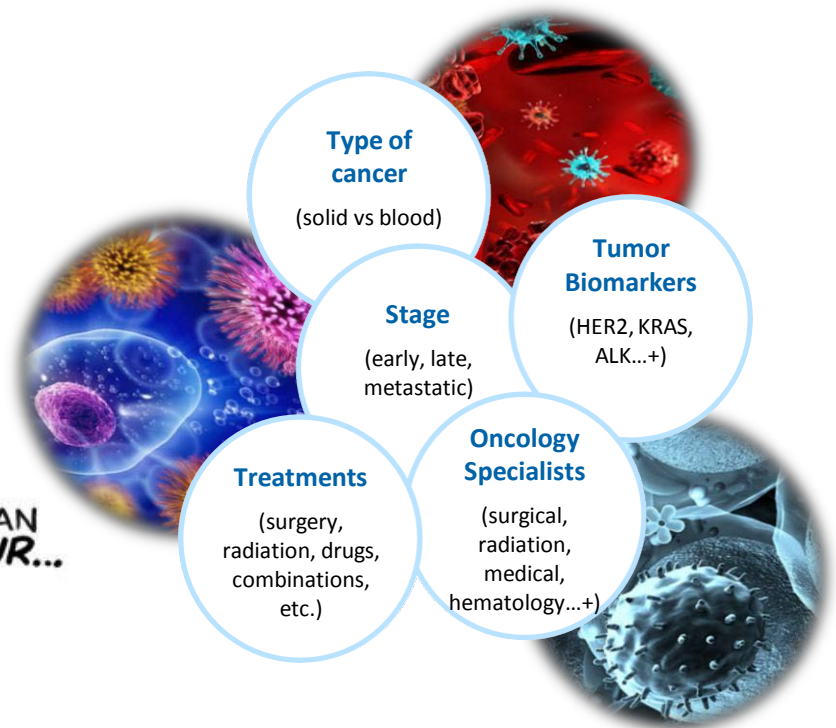 Type of
cancer
(solid vs blood)
Tumor
Biomarkers
(HER2, KRAS,
ALK...+)
Stage
(early, late,
metastatic)
Oncology
Specialists
(surgical,
radiation,
medical,
hematology...+)
Treatments
(surgery,
radiation, drugs,
combinations,
etc.)